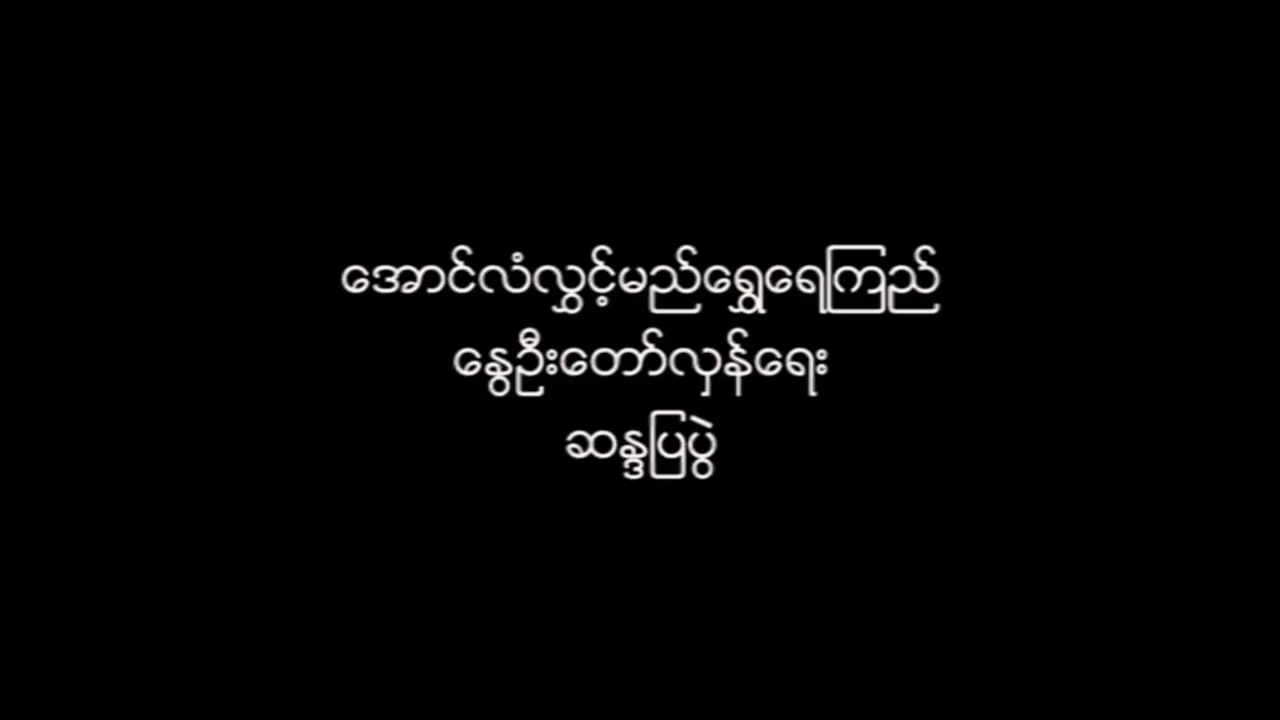 အောင်လံလွှင့်မည်ရွှေရေကြည်
နွေဦးတော်လှန်ရေး
ဆန္ဒပြပွဲ